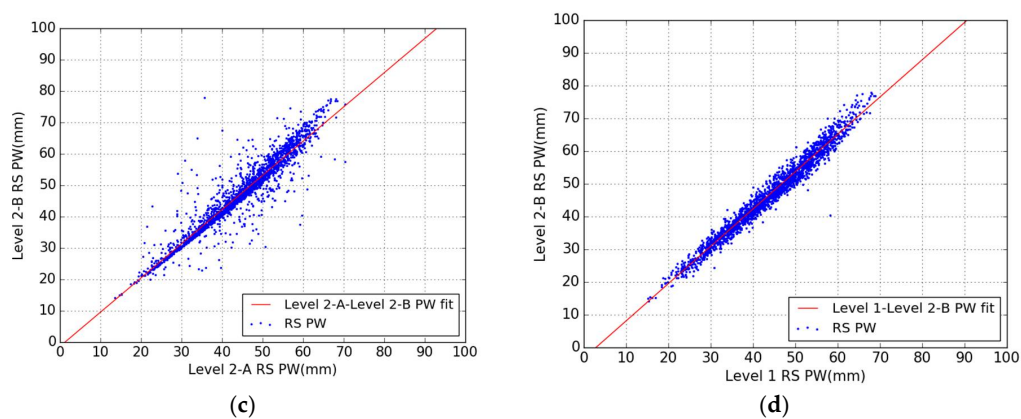 100
90
80
70
60
50
40
30
20
10
0
Level 2-B RS PW(mm)
Level 2-A-Level 2-B PW fit
RS PW
0 10 20 30 40 50 60 70 80 90 100
Level 2-A RS PW(mm)
(c)
100
90
80
70
60
50
40
30
20
10
0
Level 2-B RS PW(mm)
Level 1-Level 2-B PW fit
RS PW
0 10 20 30 40 50 60 70 80 90 100
Level 1 RS PW(mm)
(d)